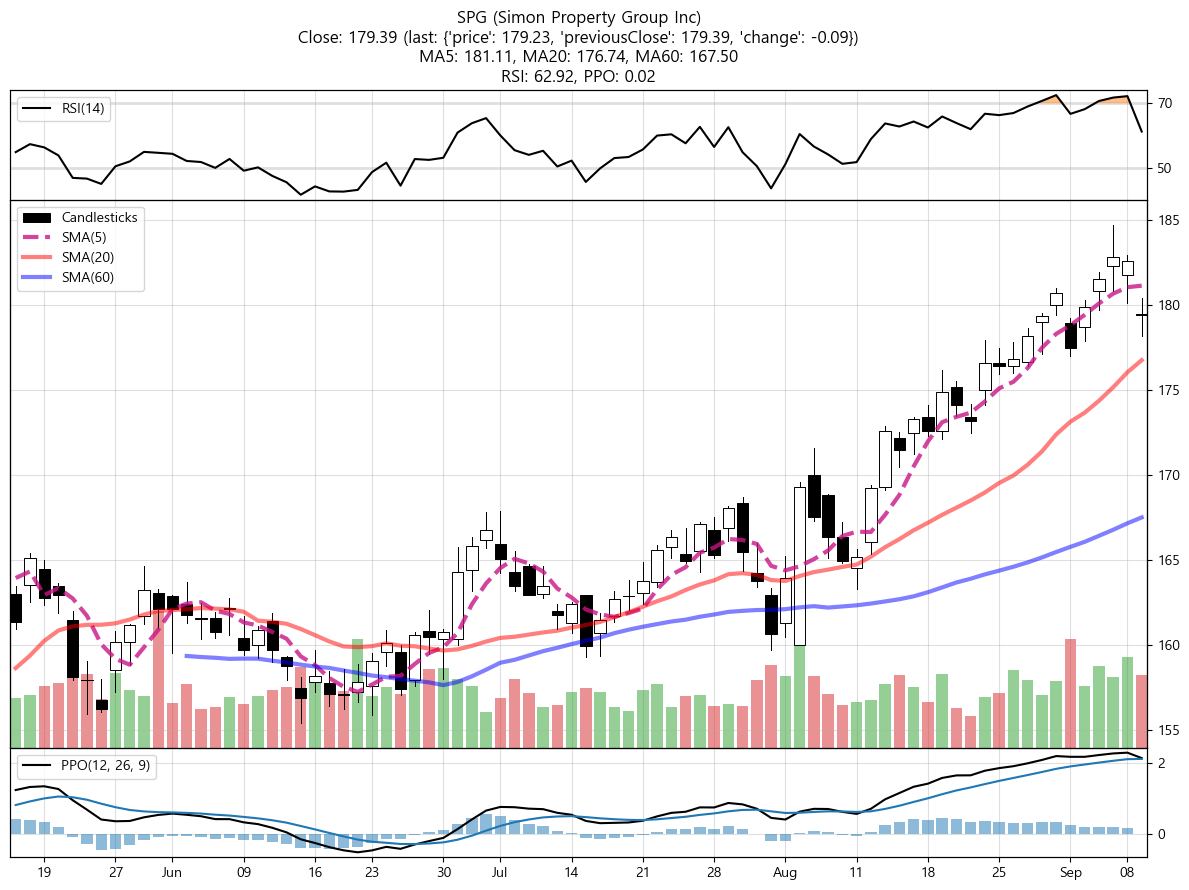 SPG (Simon Property Group Inc)
Close: 179.39 (last: {'price': 179.23, 'previousClose': 179.39, 'change': -0.09})
MA5: 181.11, MA20: 176.74, MA60: 167.50
RSI: 62.92, PPO: 0.02
RSI(14)
70
50
Candlesticks
SMA(5)
SMA(20)
SMA(60)
185
180
175
170
165
160
155
PPO(12, 26, 9)
2
0
19 27 Jun 09 16 23 30 Jul 14 21 28 Aug 11 18 25 Sep 08